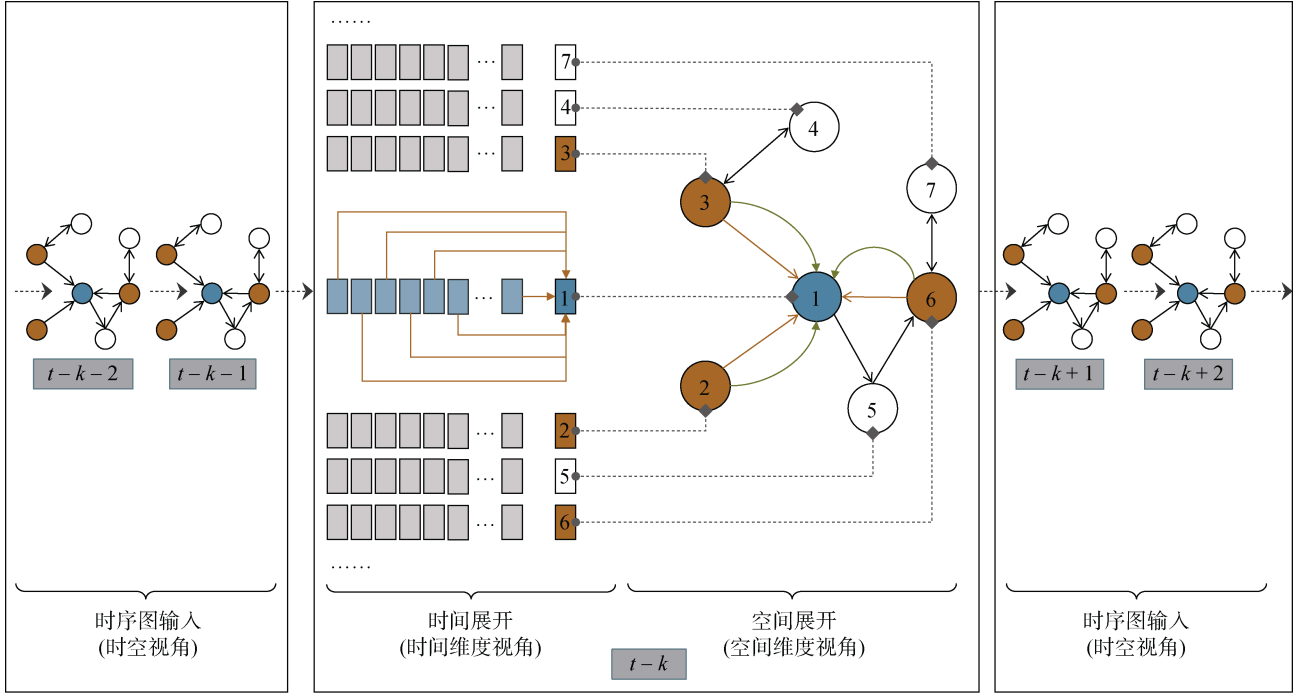 ……
… 7
… 4
… 3
4
3
7
… 1
1
6
2
5
… 2
… 5
… 6
……
t – k – 2
t – k – 1
t – k + 1
t – k + 2
时序图输入
(时空视角)
时间展开
(时间维度视角)
空间展开
(空间维度视角)
时序图输入
(时空视角)
t – k